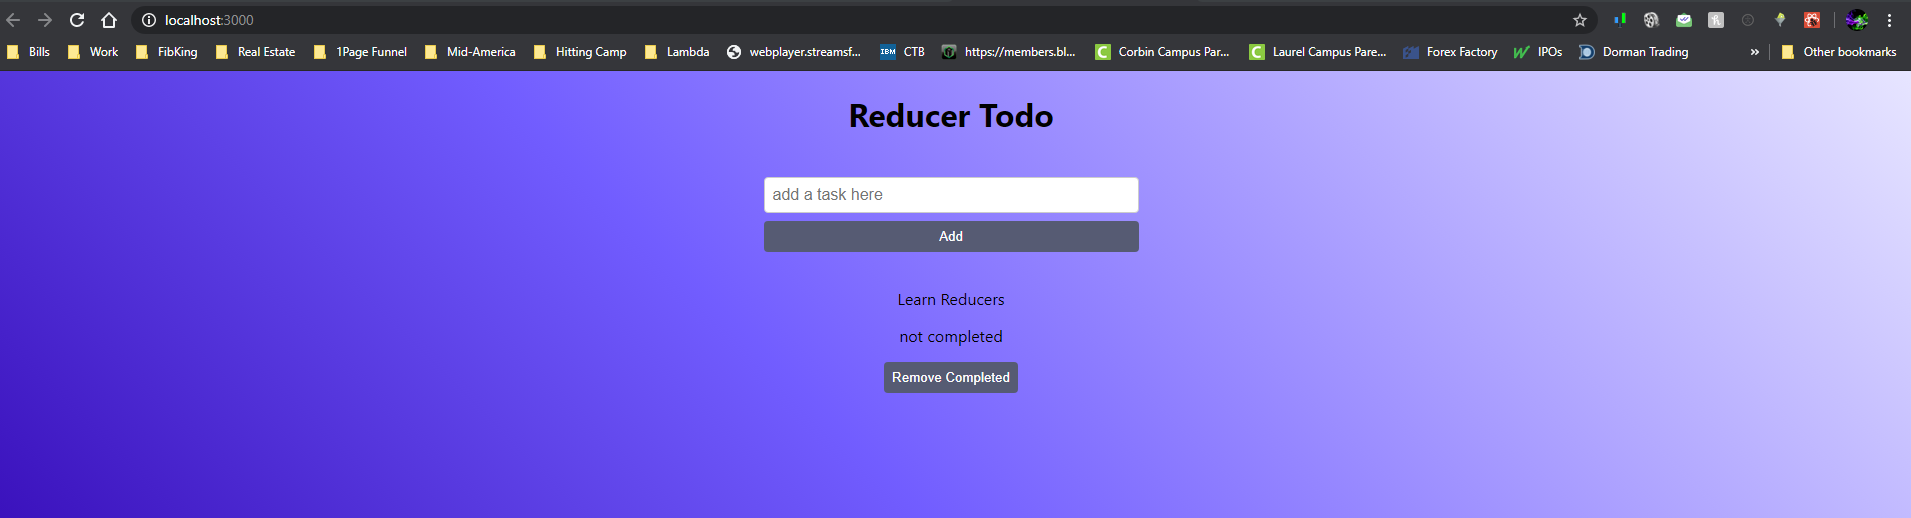 localhost:3000
Bills Work FibKing Real Estate 1Page Funnel Mid-America Hitting Camp Lambda webplayer.streamsf... IBM CTB https://members.bl... C Corbin Campus Par... C Laurel Campus Pare... Forex Factory IPOs Dorman Trading » Other bookmarks
Reducer Todo
add a task here
Add
Learn Reducers
not completed
Remove Completed